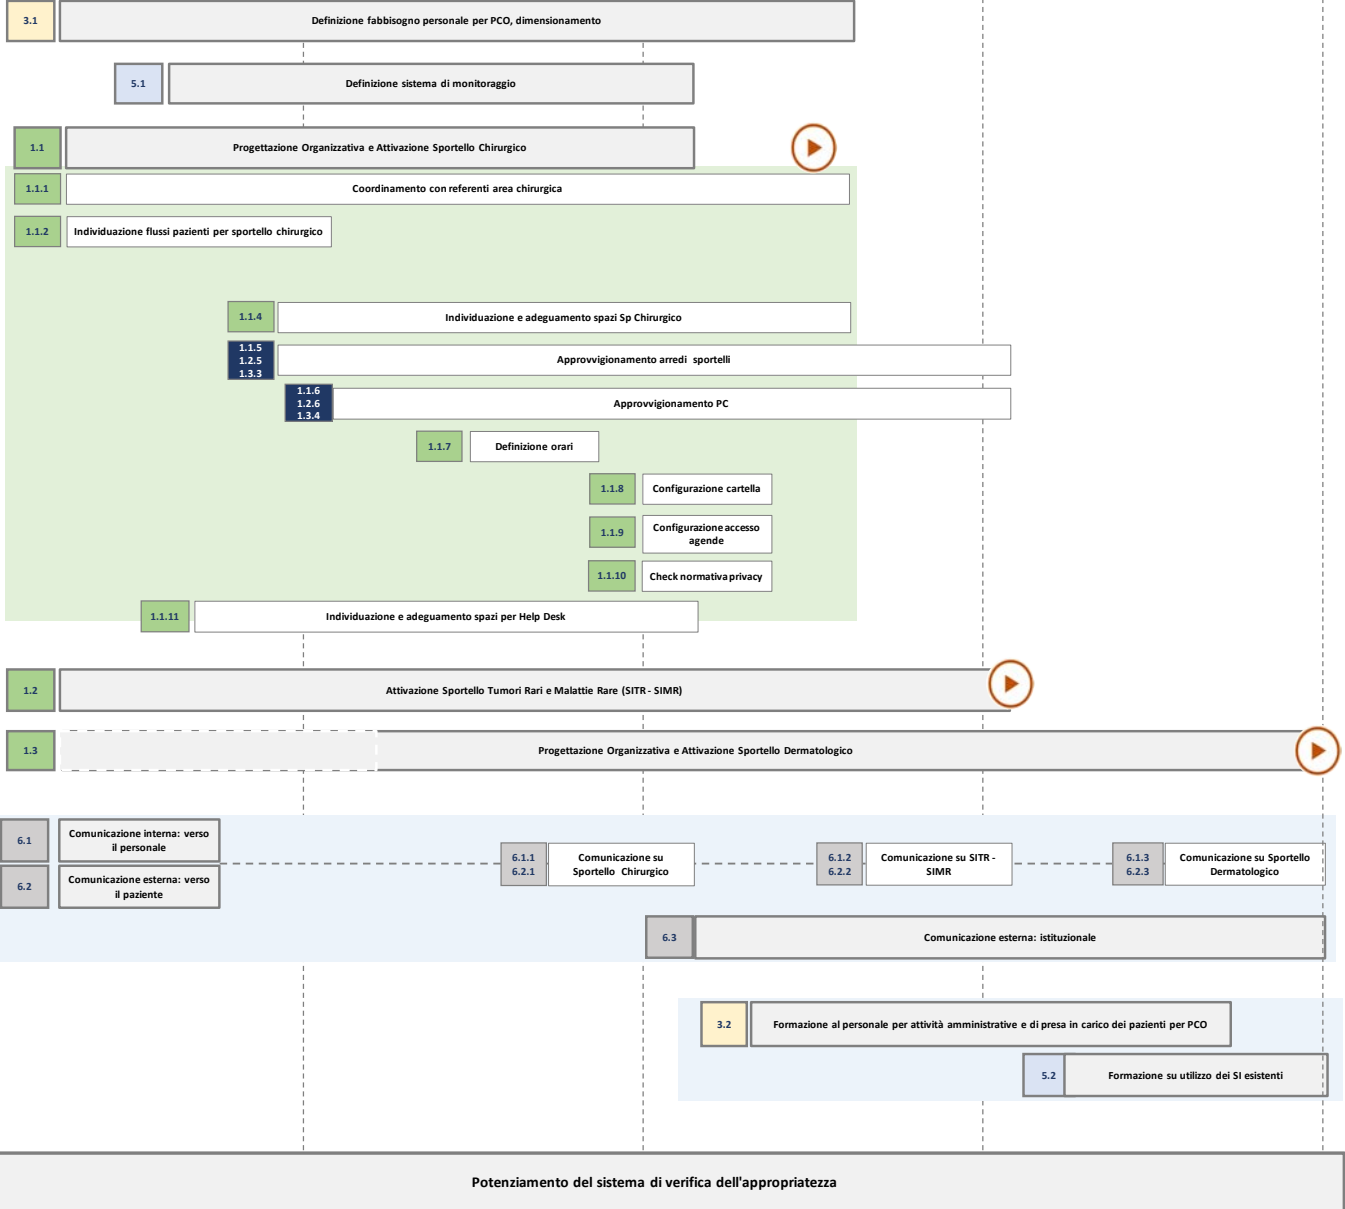 3.1
Definizione fabbisogno personale per PCO, dimensionamento
5.1
Definizione sistema di monitoraggio
1.1
Progettazione Organizzativa e Attivazione Sportello Chirurgico
1.1.1
Coordinamento con referenti area chirurgica
1.1.2
Individuazione flussi pazienti per sportello chirurgico
1.1.4
Individuazione e adeguamento spazi Sp Chirurgico
1.1.5
1.2.5
1.3.3
Approvvigionamento arredi sportelli
1.1.6
1.2.6
1.3.4
Approvvigionamento PC
1.1.7
Definizione orari
1.1.8
Configurazione cartella
1.1.9
Configurazione accesso
agende
1.1.10
Check normativa privacy
1.1.11
Individuazione e adeguamento spazi per Help Desk
1.2
Attivazione Sportello Tumori Rari e Malattie Rare (SITR - SIMR)
1.3
Progettazione Organizzativa e Attivazione Sportello Dermatologico
6.1
Comunicazione interna: verso
il personale
6.2
Comunicazione esterna: verso
il paziente
6.1.1
6.2.1
Comunicazione su
Sportello Chirurgico
6.1.2
6.2.2
Comunicazione su SITR -
SIMR
6.1.3
6.2.3
Comunicazione su Sportello
Dermatologico
6.3
Comunicazione esterna: istituzionale
3.2
Formazione al personale per attività amministrative e di presa in carico dei pazienti per PCO
5.2
Formazione su utilizzo dei SI esistenti
Potenziamento del sistema di verifica dell'appropriatezza